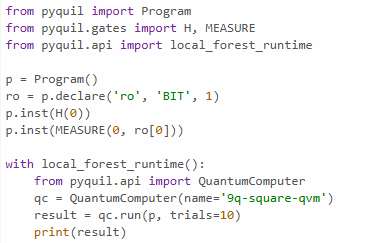 from pyquil import Program
from pyquil.gates import H, MEASURE
from pyquil.api import local_forest_runtime

p = Program()
ro = p.declare('ro', 'BIT', 1)
p.inst(H(0))
p.inst(MEASURE(0, ro[0]))

with local_forest_runtime():
    from pyquil.api import QuantumComputer
    qc = QuantumComputer(name='9q-square-qvm')
    result = qc.run(p, trials=10)
    print(result)